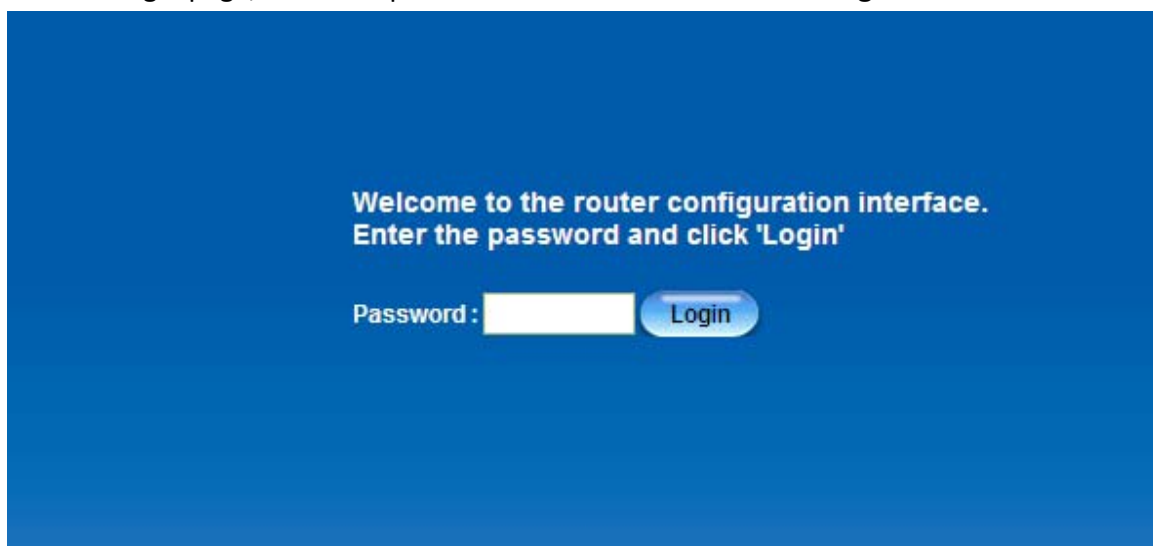 Welcome to the router configuration interface.
Enter the password and click 'Login'
Password : Login